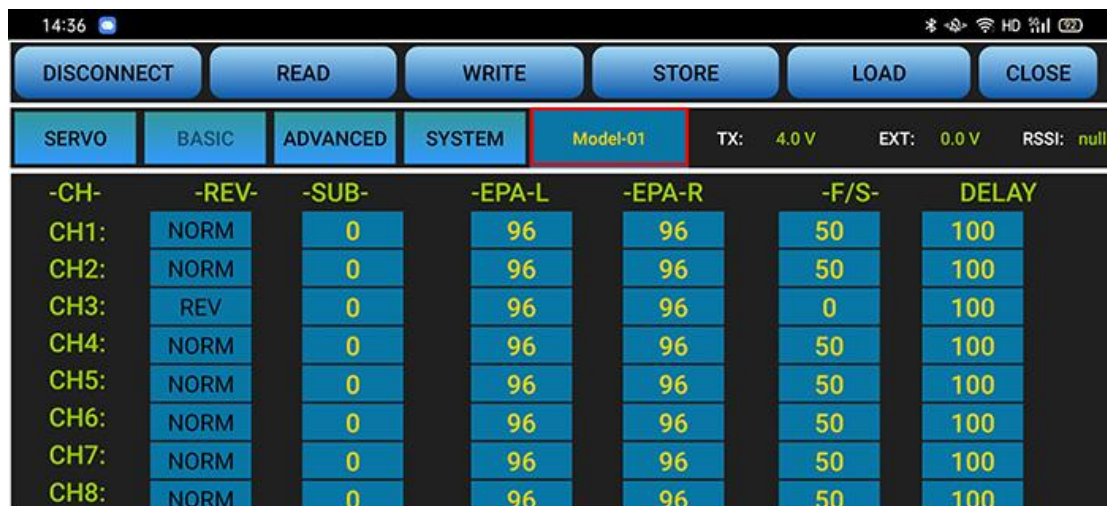 14:36 HD 5G 92
DISCONNECT READ WRITE STORE LOAD CLOSE
SERVO BASIC ADVANCED SYSTEM Model-01 TX: 4.0 V EXT: 0.0 V RSSI: null
-CH- -REV- -SUB- -EPA-L -EPA-R -F/S- DELAY
CH1: NORM 0 96 96 50 100
CH2: NORM 0 96 96 50 100
CH3: REV 0 96 96 0 100
CH4: NORM 0 96 96 50 100
CH5: NORM 0 96 96 50 100
CH6: NORM 0 96 96 50 100
CH7: NORM 0 96 96 50 100
CH8: NORM 0 96 96 50 100